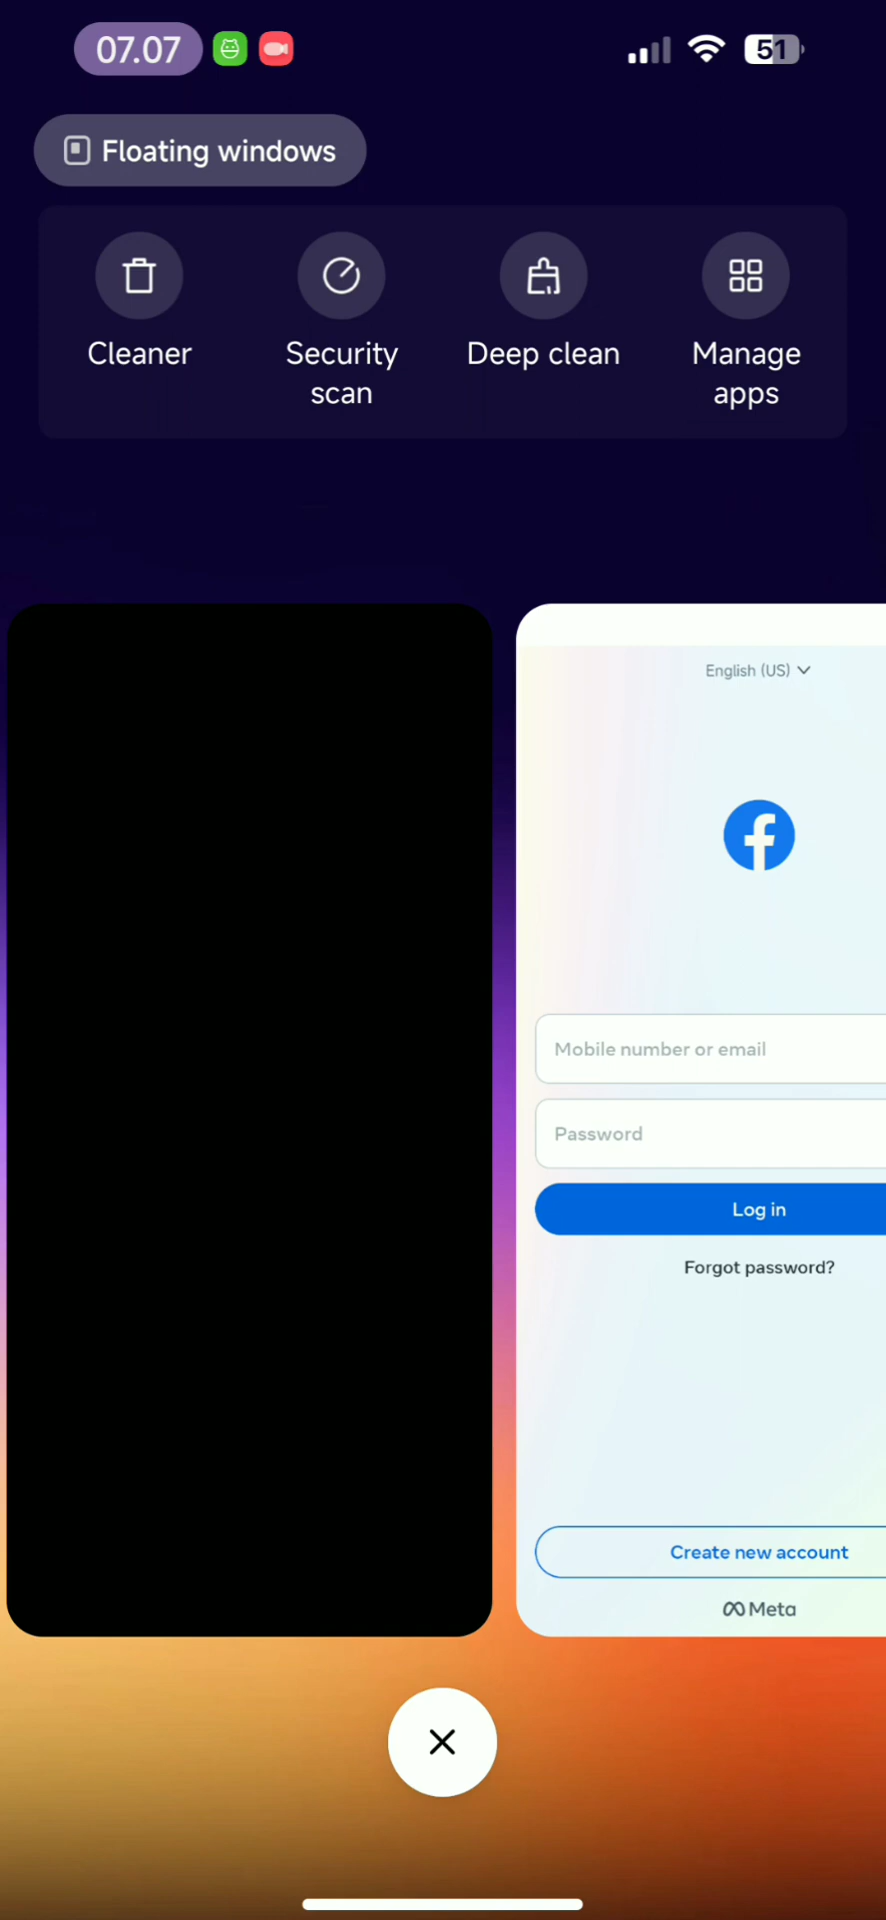 07.07
51
Floating windows
Cleaner
Security
scan
Deep clean
Manage
apps
English (US)
Mobile number or email
Password
Log in
Forgot password?
Create new account
Meta